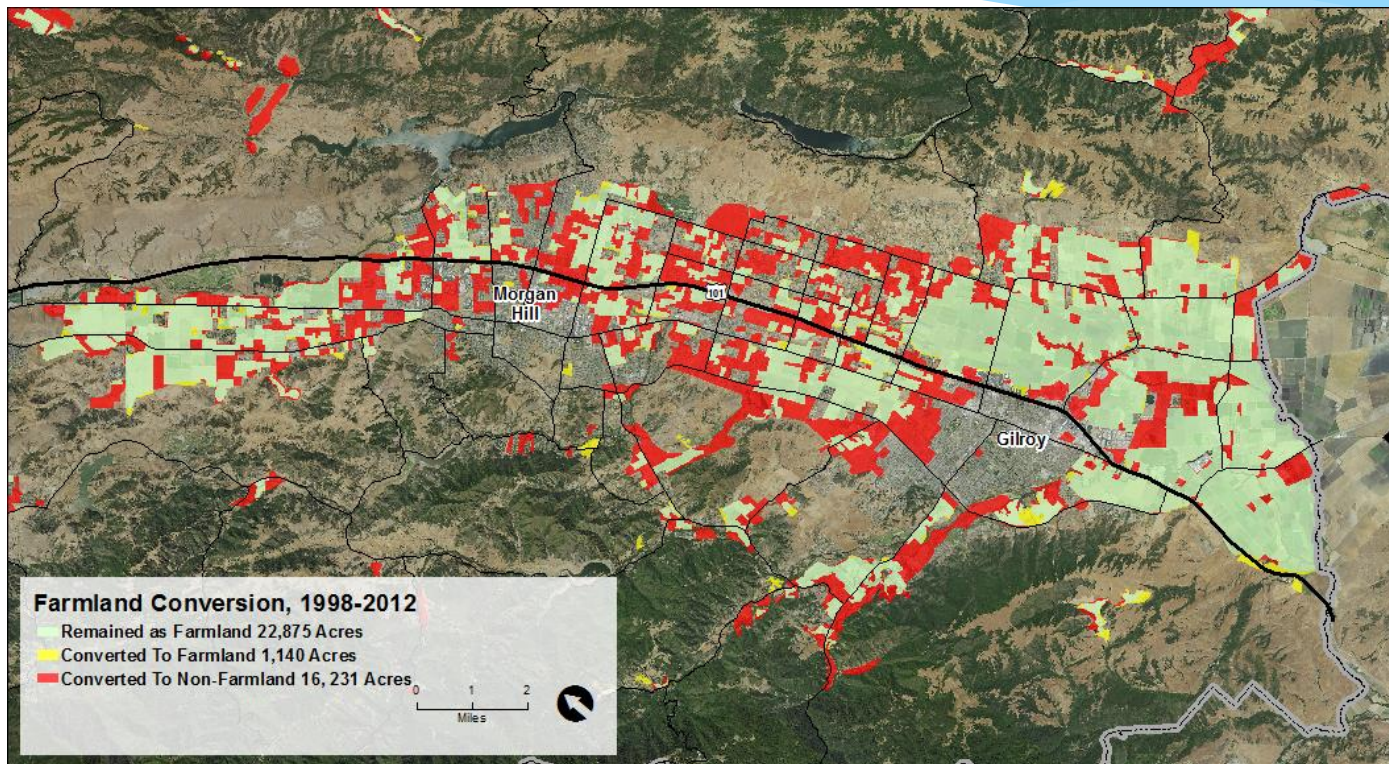 Morgan
Hill
101
Gilroy
Farmland Conversion, 1998-2012
Remained as Farmland 22,875 Acres
Converted To Farmland 1,140 Acres
Converted To Non-Farmland 16, 231 Acres
0 1 2
Miles